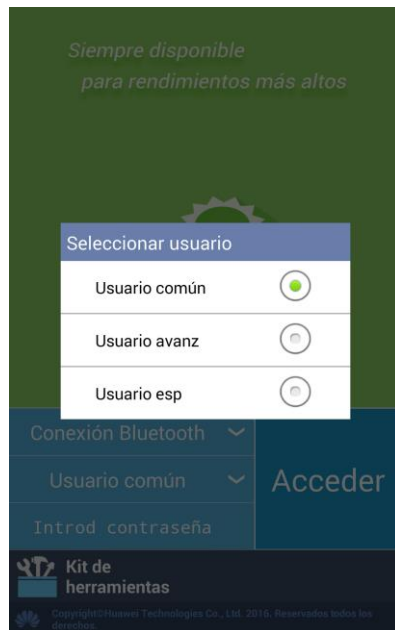 Siempre disponible
para rendimientos más altos
Seleccionar usuario
Usuario común
Usuario avanz
Usuario esp
Conexión Bluetooth
Usuario común
Acceder
Introd contraseña
Kit de
herramientas
Copyright©Huawei Technologies Co., Ltd. 2016. Reservados todos los
derechos.